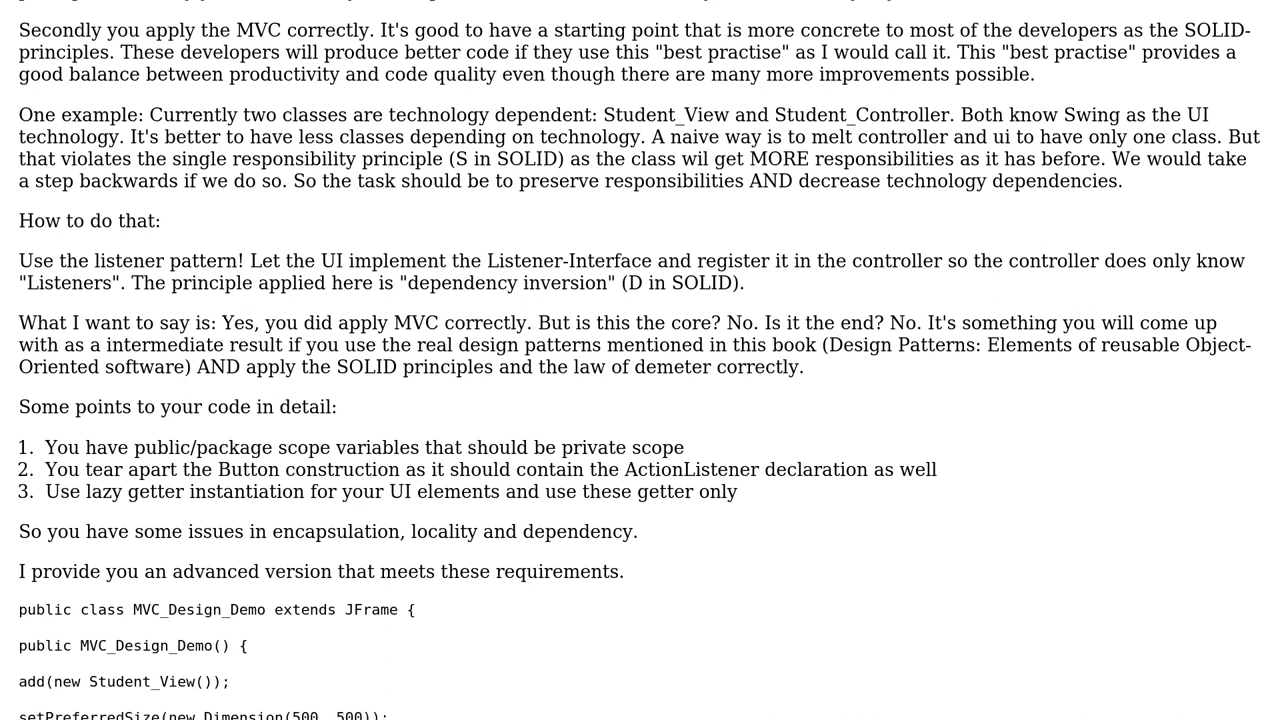 Secondly you apply the MVC correctly. It's good to have a starting point that is more concrete to most of the developers as the SOLID-
principles. These developers will produce better code if they use this "best practise" as I would call it. This "best practise" provides a
good balance between productivity and code quality even though there are many more improvements possible.
One example: Currently two classes are technology dependent: Student_View and Student_Controller. Both know Swing as the UI
technology. It's better to have less classes depending on technology. A naive way is to melt controller and ui to have only one class. But
that violates the single responsibility principle (S in SOLID) as the class wil get MORE responsibilities as it has before. We would take
a step backwards if we do so. So the task should be to preserve responsibilities AND decrease technology dependencies.
How to do that:
Use the listener pattern! Let the UI implement the Listener-Interface and register it in the controller so the controller does only know
"Listeners". The principle applied here is "dependency inversion" (D in SOLID).
What I want to say is: Yes, you did apply MVC correctly. But is this the core? No. Is it the end? No. It's something you will come up
with as a intermediate result if you use the real design patterns mentioned in this book (Design Patterns: Elements of reusable Object-
Oriented software) AND apply the SOLID principles and the law of demeter correctly.
Some points to your code in detail:
1. You have public/package scope variables that should be private scope
2. You tear apart the Button construction as it should contain the ActionListener declaration as well
3. Use lazy getter instantiation for your UI elements and use these getter only
So you have some issues in encapsulation, locality and dependency.
I provide you an advanced version that meets these requirements.
public class MVC_Design_Demo extends JFrame {
public MVC_Design_Demo() {
add(new Student_View());
setPreferredSize(new Dimension(500, 500));